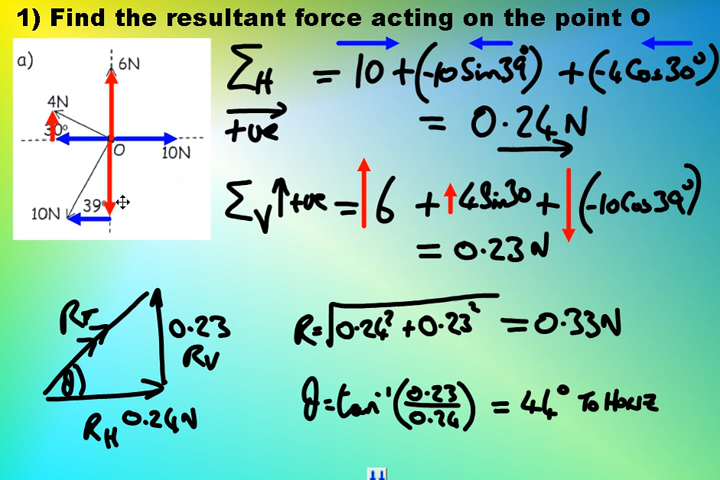 1) Find the resultant force acting on the point O
a)
6N
4N
30°
O
10N
10N
39°
ΣH = 10 + (-10 Sin 39°) + (-4 Cos 30°)
+ve
= 0.24 N
ΣV ↑+ve = 6 + 4 Sin 30 + (-10 Cos 39°)
= 0.23 N
RT
0.23
RV
θ
RH 0.24N
R = √0.24² + 0.23² = 0.33N
θ = tan⁻¹ (0.23/0.24) = 44° To Horiz